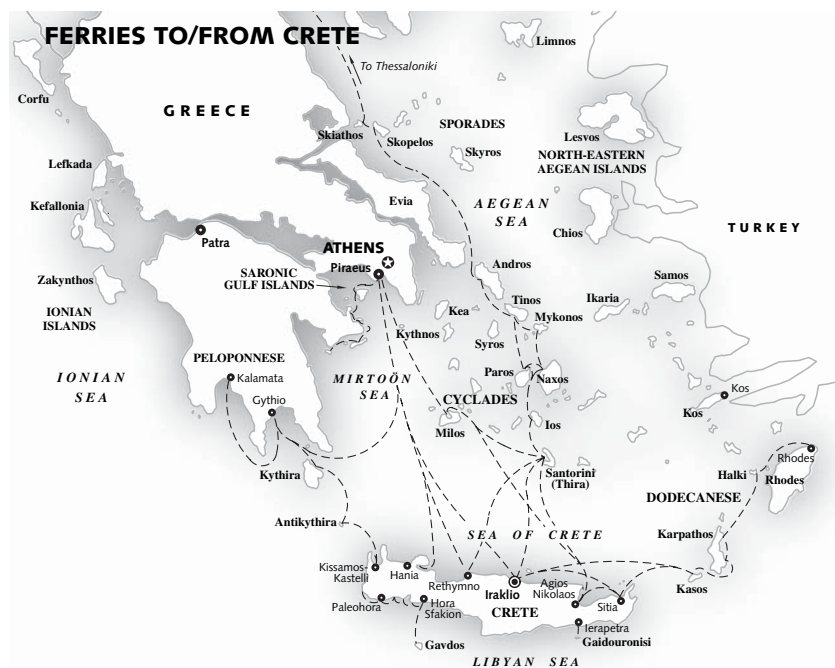 FERRIES TO/FROM CRETE
Limnos
To Thessaloniki
Corfu
GREECE
SPORADES
Skiathos
Skopelos
Lesvos
Skyros
NORTH-EASTERN
AEGEAN ISLANDS
Lefkada
Evia
Kefallonia
AEGEAN
SEA
Chios
TURKEY
Patra
ATHENS
Piraeus
SARONIC
GULF ISLANDS
Andros
Samos
Zakynthos
Tinos
Ikaria
Kea
Mykonos
IONIAN
ISLANDS
Kythnos
Syros
PELOPONNESE
IONIAN
SEA
Kalamata
MIRTOÖN
SEA
Paros
Naxos
Kos
Gythio
CYCLADES
Kos
Milos
Ios
Rhodes
Kythira
Santorini
(Thira)
Halki
Rhodes
DODECANESE
Antikythira
SEA OF CRETE
Karpathos
Kissamos-
Kastelli
Hania
Rethymno
Iraklio
Agios
Nikolaos
Kasos
Sitia
Paleohora
Hora
Sfakion
CRETE
Ierapetra
Gavdos
Gaidouronisi
LIBYAN SEA